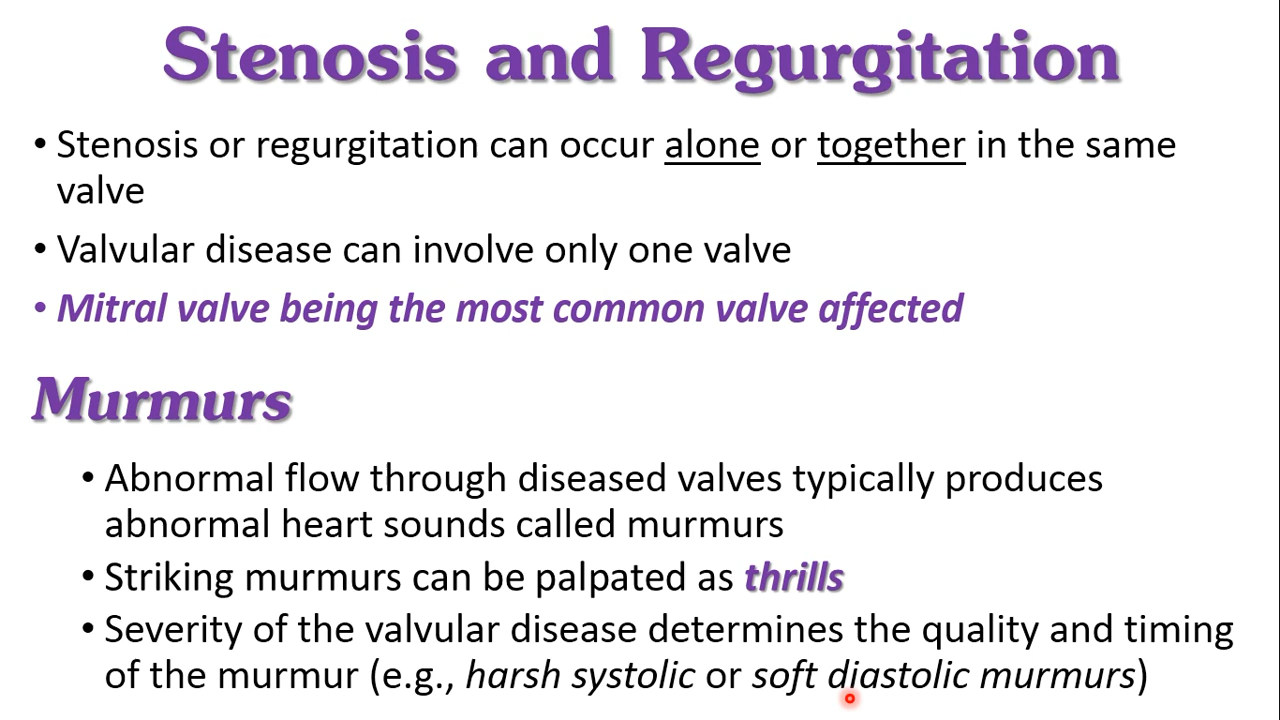 Stenosis and Regurgitation
• Stenosis or regurgitation can occur alone or together in the same
valve
• Valvular disease can involve only one valve
• Mitral valve being the most common valve affected
Murmurs
• Abnormal flow through diseased valves typically produces
abnormal heart sounds called murmurs
• Striking murmurs can be palpated as thrills
• Severity of the valvular disease determines the quality and timing
of the murmur (e.g., harsh systolic or soft diastolic murmurs)